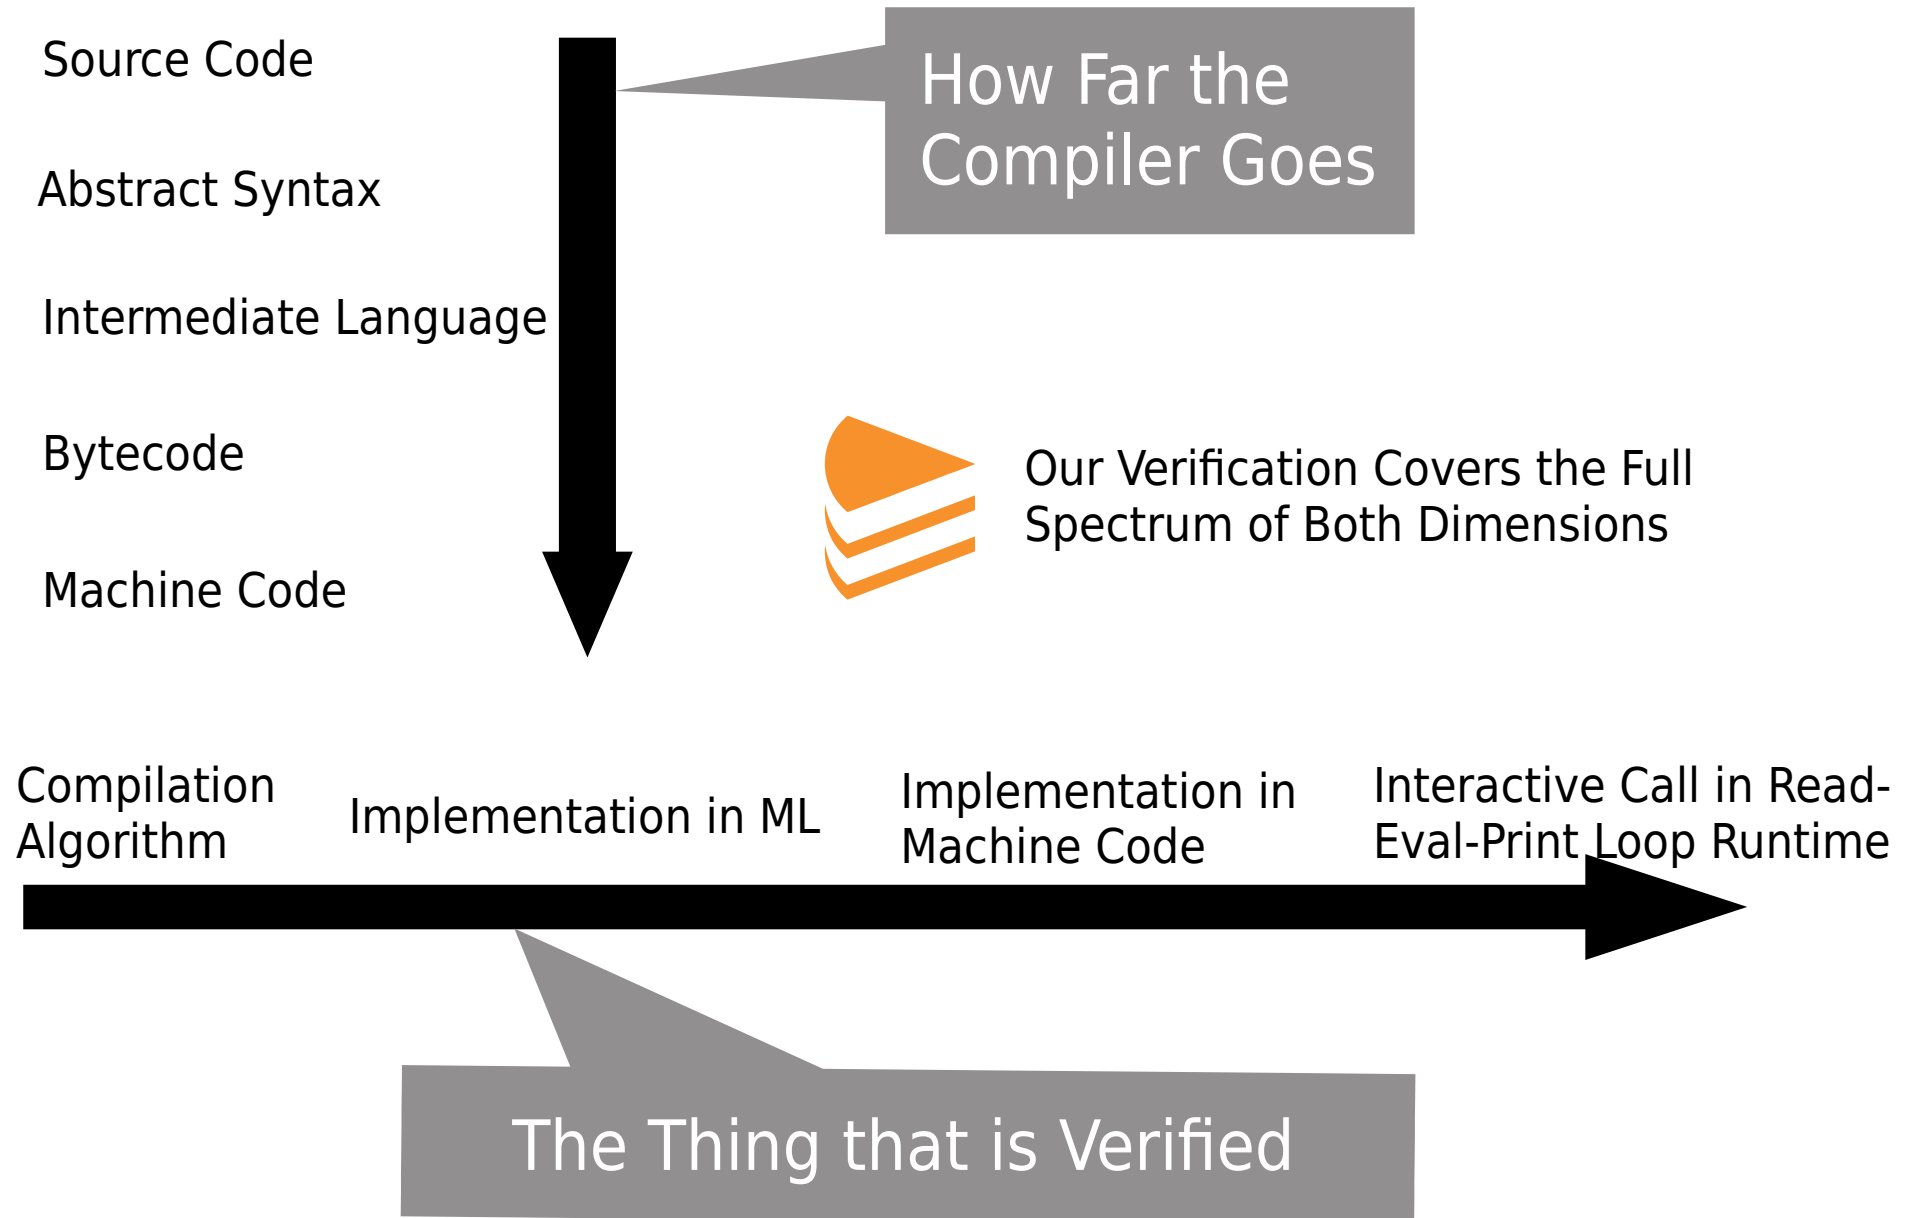 Source Code
How Far the
Compiler Goes
Abstract Syntax
Intermediate Language
Bytecode
Our Verification Covers the Full
Spectrum of Both Dimensions
Machine Code
Compilation
Algorithm
Implementation in ML
Implementation in
Machine Code
Interactive Call in Read-
Eval-Print Loop Runtime
The Thing that is Verified